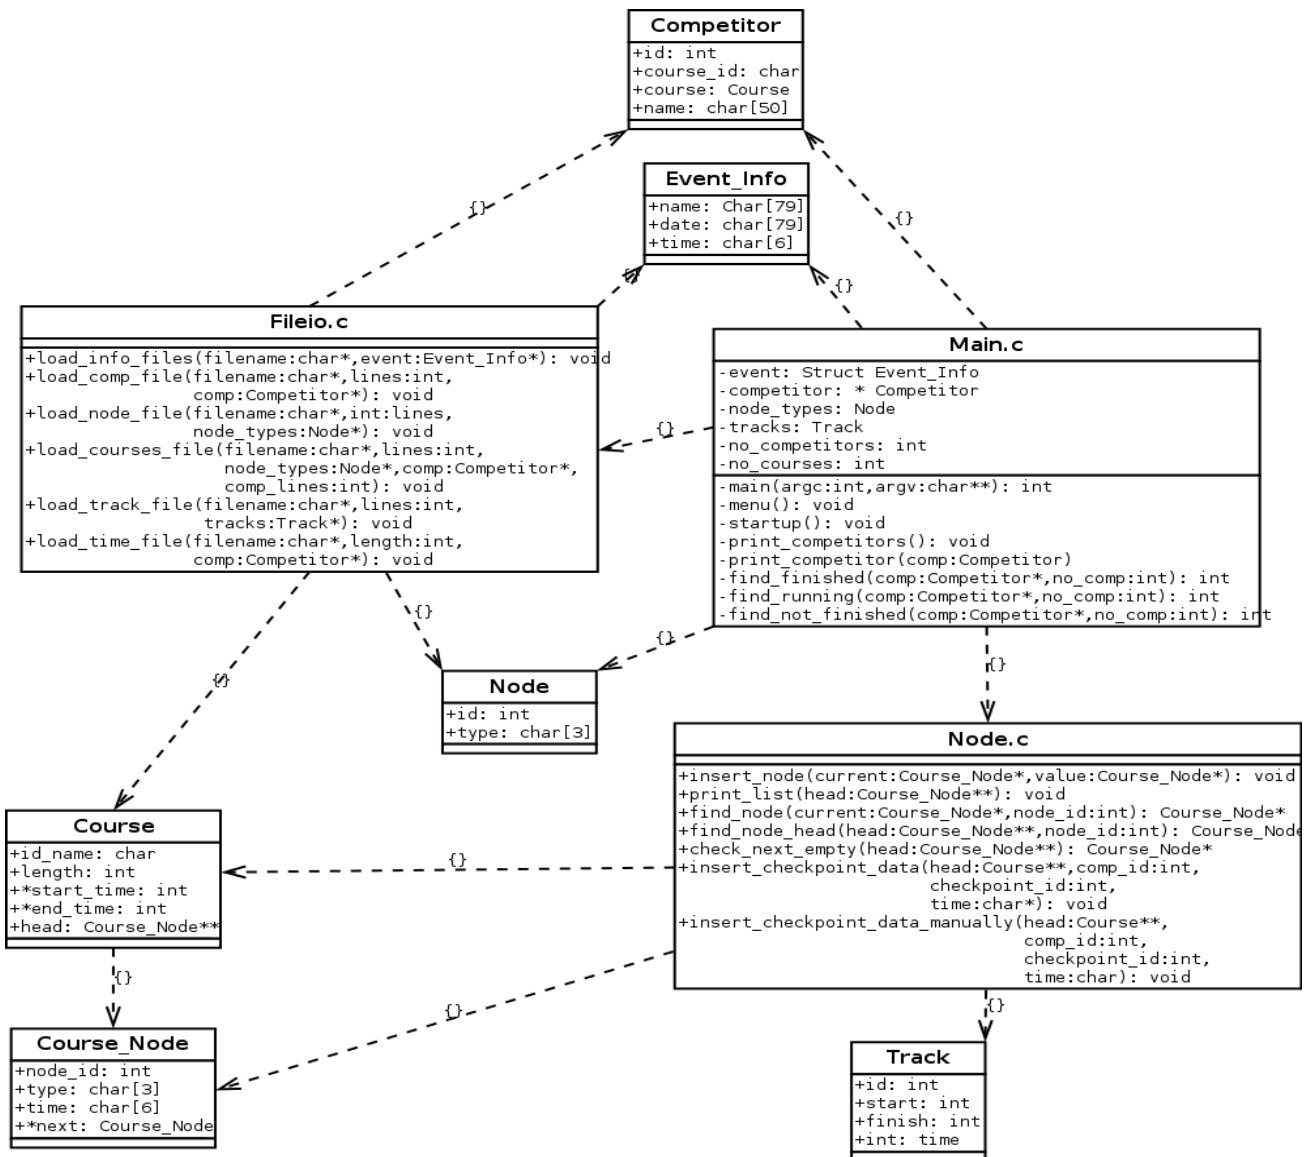 Competitor
+id: int
+course_id: char
+course: Course
+name: char[50]
Event_Info
+name: Char[79]
+date: char[79]
+time: char[6]
{}
{}
{}
{}
Fileio.c
+load_info_files(filename:char*,event:Event_Info*): void
+load_comp_file(filename:char*,lines:int,
comp:Competitor*): void
+load_node_file(filename:char*,int:lines,
node_types:Node*): void
+load_courses_file(filename:char*,lines:int,
node_types:Node*,comp:Competitor*,
comp_lines:int): void
+load_track_file(filename:char*,lines:int,
tracks:Track*): void
+load_time_file(filename:char*,length:int,
comp:Competitor*): void
{}
Main.c
-event: Struct Event_Info
-competitor: * Competitor
-node_types: Node
-tracks: Track
-no_competitors: int
-no_courses: int
-main(argc:int,argv:char**): int
-menu(): void
-startup(): void
-print_competitors(): void
-print_competitor(comp:Competitor)
-find_finished(comp:Competitor*,no_comp:int): int
-find_running(comp:Competitor*,no_comp:int): int
-find_not_finished(comp:Competitor*,no_comp:int): int
{}
{}
{}
{}
Node
+id: int
+type: char[3]
Node.c
+insert_node(current:Course_Node*,value:Course_Node*): void
+print_list(head:Course_Node**): void
+find_node(current:Course_Node*,node_id:int): Course_Node*
+find_node_head(head:Course_Node**,node_id:int): Course_Node
+check_next_empty(head:Course_Node**): Course_Node*
+insert_checkpoint_data(head:Course**,comp_id:int,
checkpoint_id:int,
time:char*): void
+insert_checkpoint_data_manually(head:Course**,
comp_id:int,
checkpoint_id:int,
time:char): void
Course
+id_name: char
+length: int
+*start_time: int
+*end_time: int
+head: Course_Node**
{}
{}
{}
{}
Course_Node
+node_id: int
+type: char[3]
+time: char[6]
+*next: Course_Node
Track
+id: int
+start: int
+finish: int
+int: time